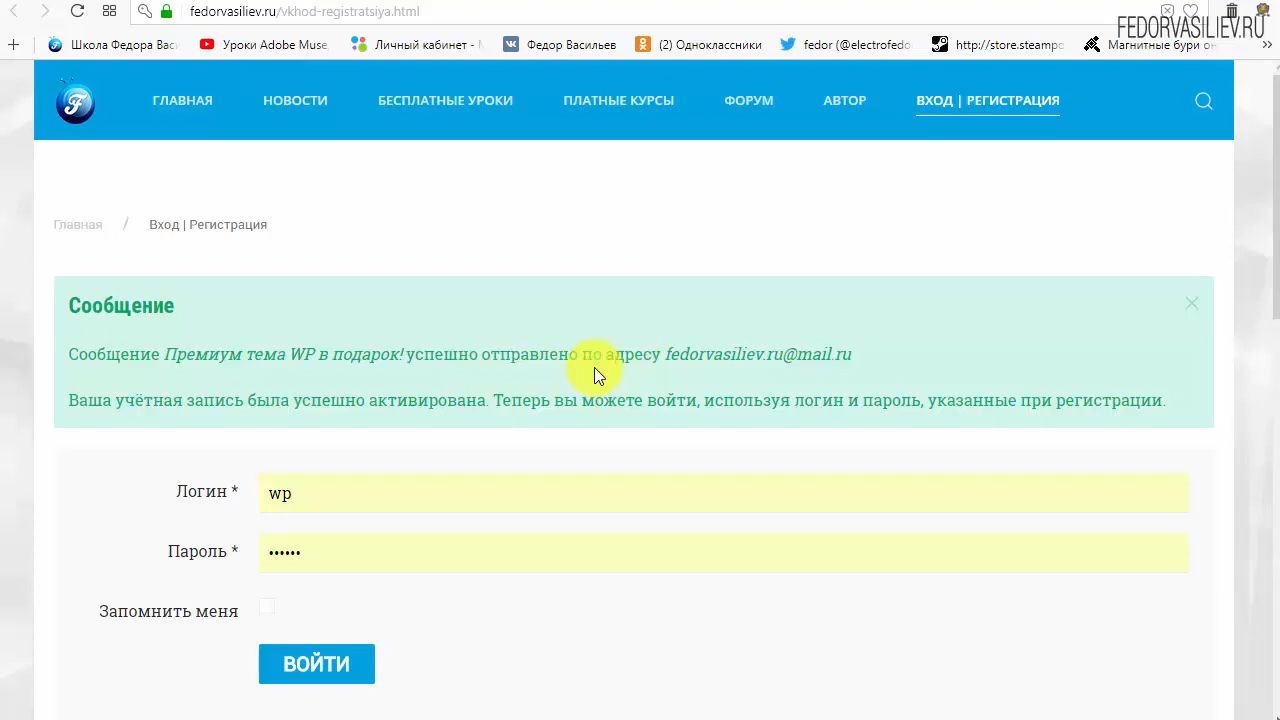 fedorvasiliev.ru/vkhod-registratsiya.html
FEDORVASILIEV.RU
Школа Федора Васи
Уроки Adobe Muse,
Личный кабинет -
Федор Васильев
(2) Одноклассники
fedor (@electrofedo
http://store.steampo
Магнитные бури он
ГЛАВНАЯ
НОВОСТИ
БЕСПЛАТНЫЕ УРОКИ
ПЛАТНЫЕ КУРСЫ
ФОРУМ
АВТОР
ВХОД | РЕГИСТРАЦИЯ
Главная / Вход | Регистрация
Сообщение
Сообщение Премиум тема WP в подарок! успешно отправлено по адресу fedorvasiliev.ru@mail.ru
Ваша учётная запись была успешно активирована. Теперь вы можете войти, используя логин и пароль, указанные при регистрации.
Логин *
wp
Пароль *
••••••
Запомнить меня
ВОЙТИ